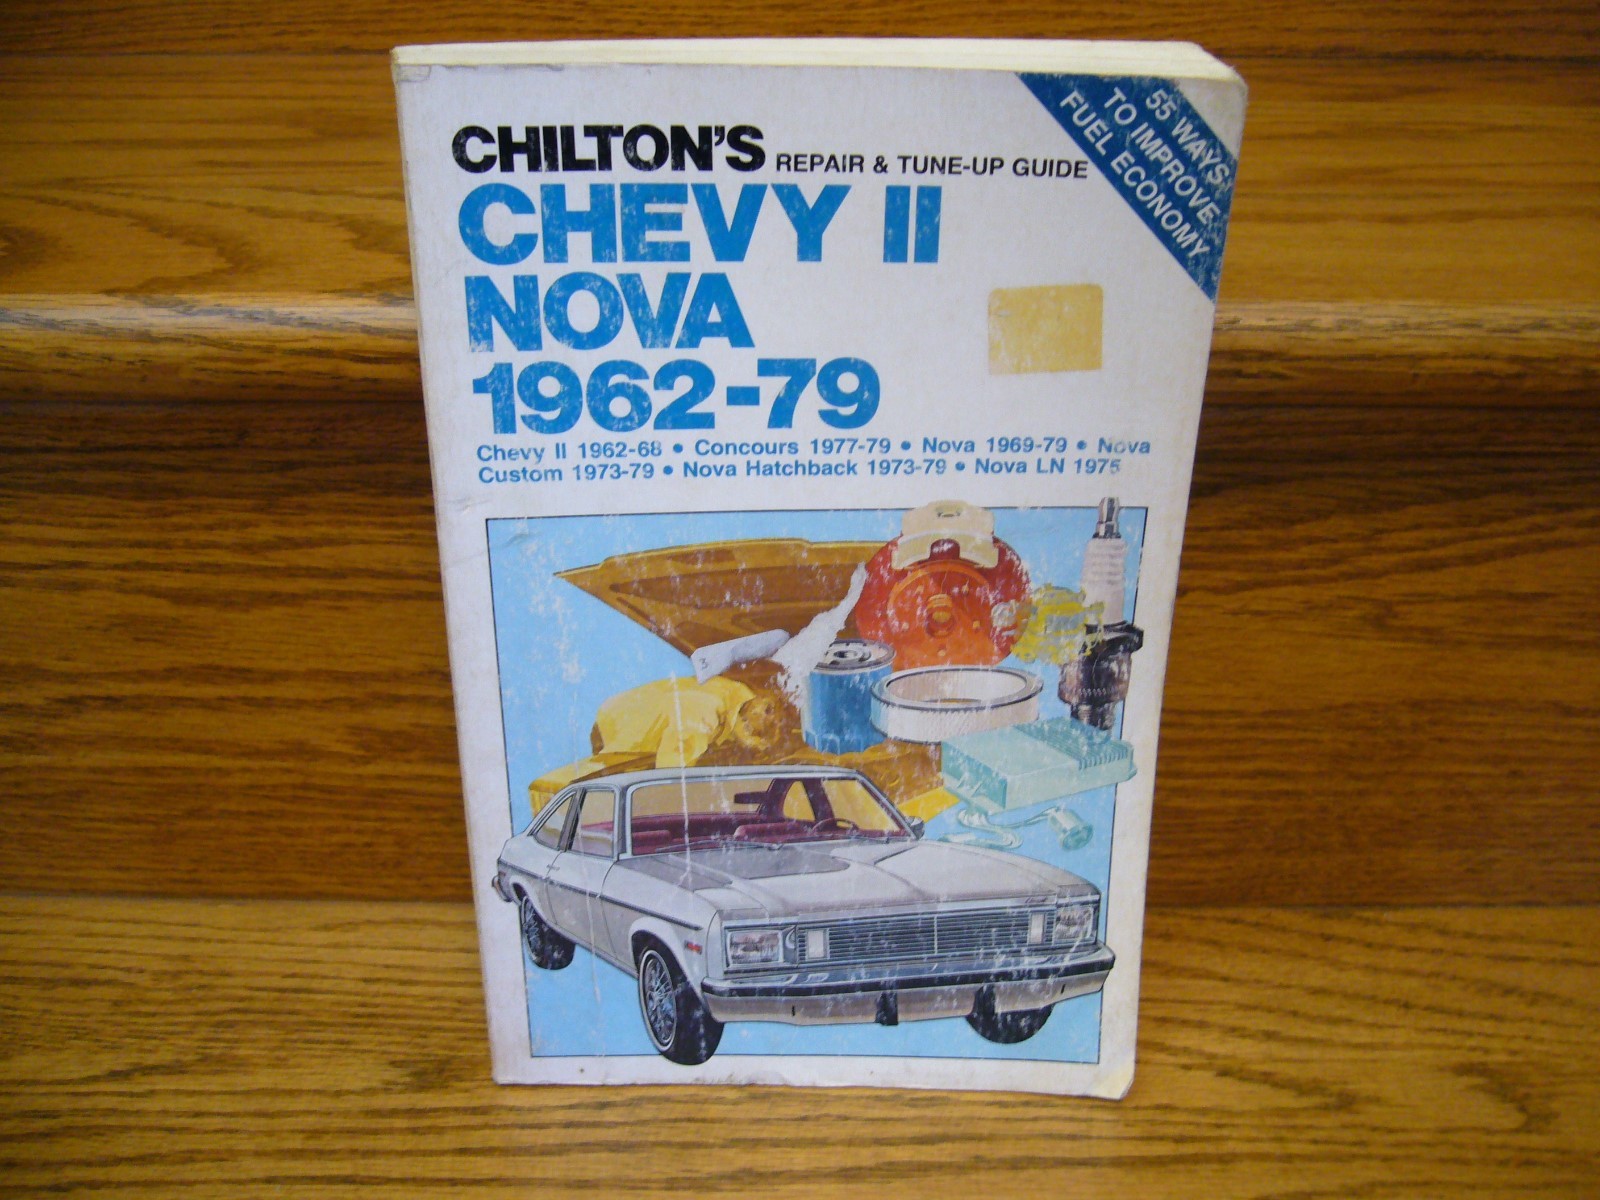 CHILTON'S REPAIR & TUNE-UP GUIDE
CHEVY II
NOVA
1962-79
Chevy II 1962-68 • Concours 1977-79 • Nova 1969-79 • Nova
Custom 1973-79 • Nova Hatchback 1973-79 • Nova LN 1975
55 WAYS
TO IMPROVE
FUEL ECONOMY
3